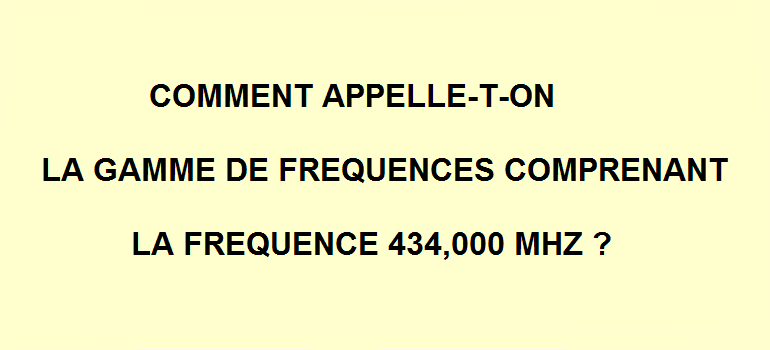 COMMENT APPELLE-T-ON
LA GAMME DE FREQUENCES COMPRENANT
LA FREQUENCE 434,000 MHZ ?